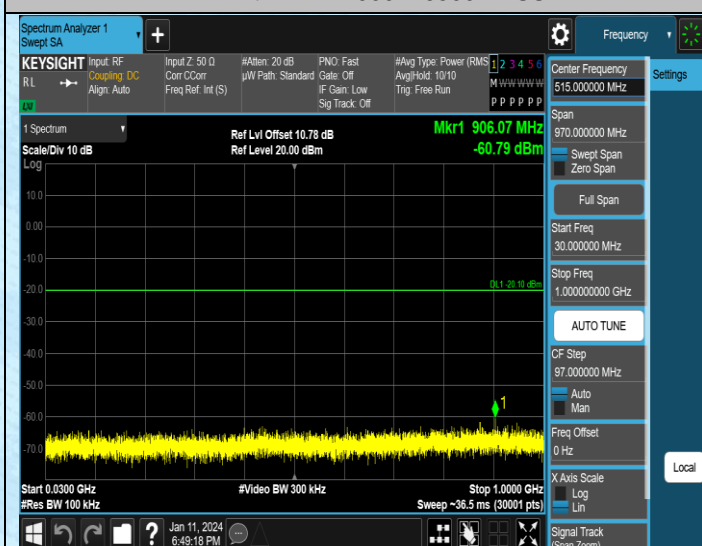 Spectrum Analyzer 1
Swept SA
+
Frequency
KEYSIGHT
RL
LXI
Input: RF
Coupling: DC
Align: Auto
Input Z: 50 Ω
Corr CCorr
Freq Ref: Int (S)
#Atten: 20 dB
µW Path: Standard
PNO: Fast
Gate: Off
IF Gain: Low
Sig Track: Off
#Avg Type: Power (RMS
Avg|Hold: 10/10
Trig: Free Run
1 2 3 4 5 6
M W W W W W
P P P P P P
1 Spectrum
Scale/Div 10 dB
Ref Lvl Offset 10.78 dB
Ref Level 20.00 dBm
Mkr1 906.07 MHz
-60.79 dBm
Log
10.0
0.00
-10.0
-20.0
-30.0
-40.0
-50.0
-60.0
-70.0
DL1 -20.10 dBm
1
Start 0.0300 GHz
#Res BW 100 kHz
#Video BW 300 kHz
Stop 1.0000 GHz
Sweep ~36.5 ms (30001 pts)
Jan 11, 2024
6:49:18 PM
Center Frequency
515.000000 MHz
Span
970.000000 MHz
Swept Span
Zero Span
Full Span
Start Freq
30.000000 MHz
Stop Freq
1.000000000 GHz
AUTO TUNE
CF Step
97.000000 MHz
Auto
Man
Freq Offset
0 Hz
X Axis Scale
Log
Lin
Signal Track
(Span Zoom)
Settings
Local